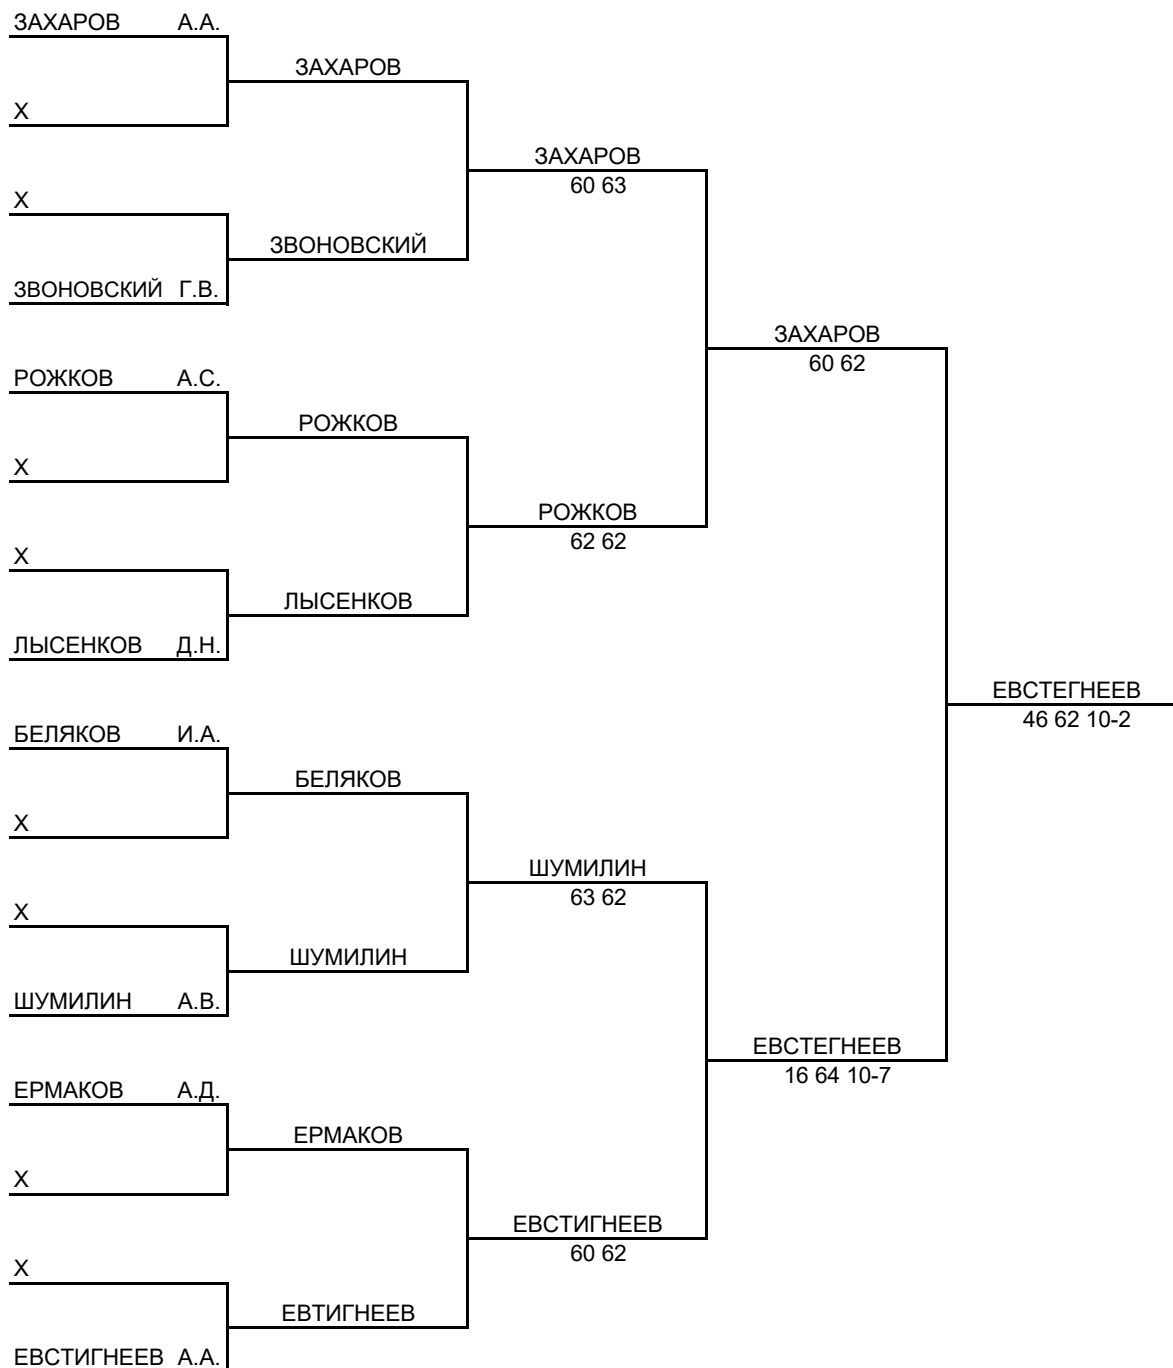 ЗАХАРОВ А.А.
ЗАХАРОВ
X
ЗАХАРОВ
60 63
X
ЗВОНОВСКИЙ
ЗВОНОВСКИЙ Г.В.
ЗАХАРОВ
60 62
РОЖКОВ А.С.
РОЖКОВ
X
РОЖКОВ
62 62
X
ЛЫСЕНКОВ
ЛЫСЕНКОВ Д.Н.
ЕВСТЕГНЕЕВ
46 62 10-2
БЕЛЯКОВ И.А.
БЕЛЯКОВ
X
ШУМИЛИН
63 62
X
ШУМИЛИН
ШУМИЛИН А.В.
ЕВСТЕГНЕЕВ
16 64 10-7
ЕРМАКОВ А.Д.
ЕРМАКОВ
X
ЕВСТИГНЕЕВ
60 62
X
ЕВТИГНЕЕВ
ЕВСТИГНЕЕВ А.А.